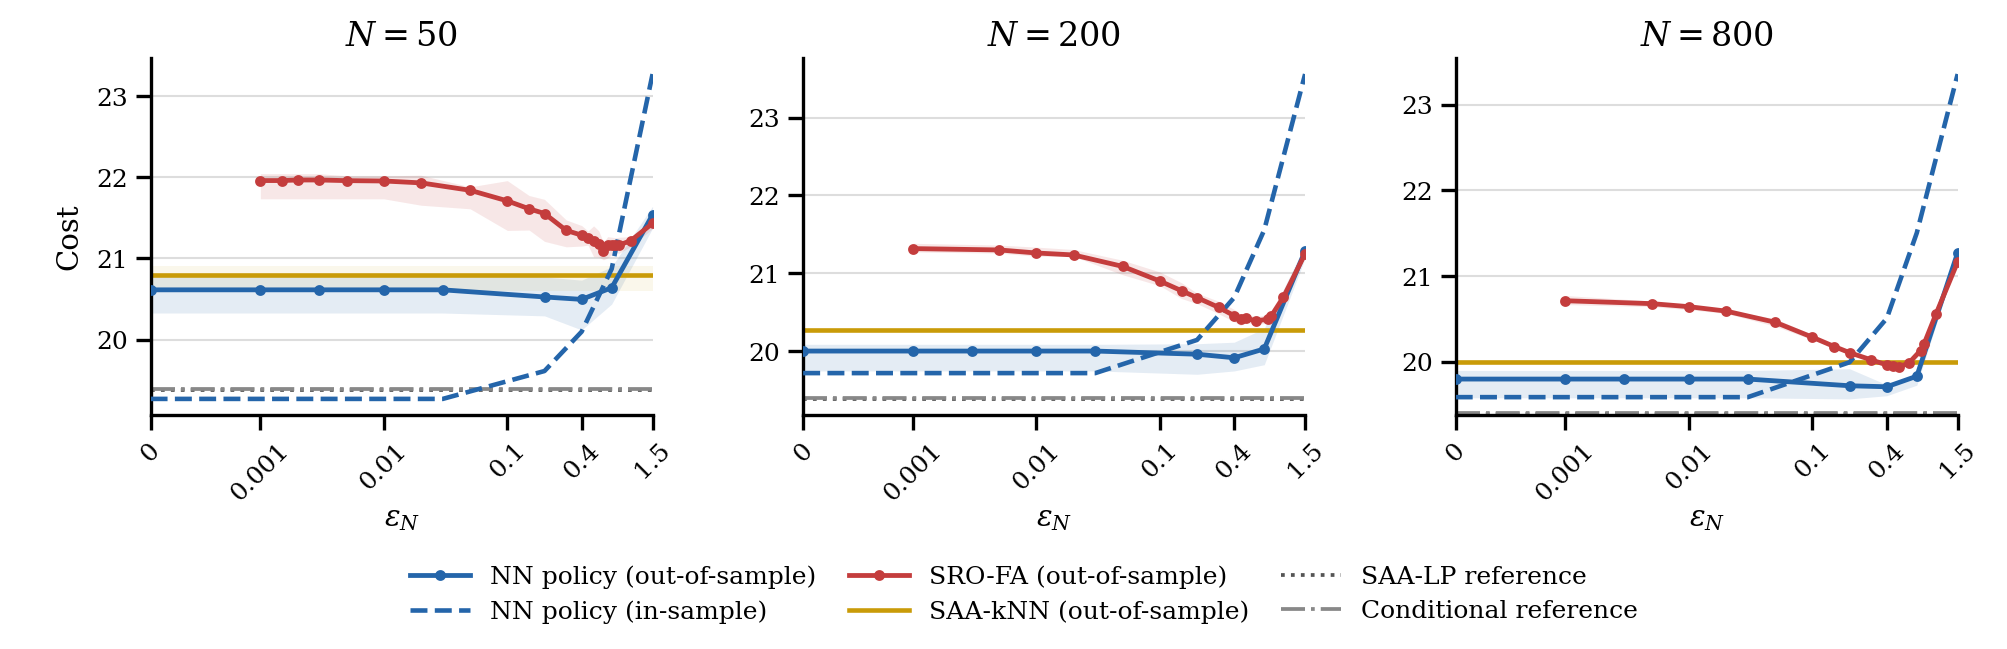 N = 50
N = 200
N = 800
Cost
23
22
21
20
0
0.001
0.01
0.1
0.4
1.5
ε_N
23
22
21
20
0
0.001
0.01
0.1
0.4
1.5
ε_N
23
22
21
20
0
0.001
0.01
0.1
0.4
1.5
ε_N
NN policy (out-of-sample)
NN policy (in-sample)
SRO-FA (out-of-sample)
SAA-kNN (out-of-sample)
SAA-LP reference
Conditional reference